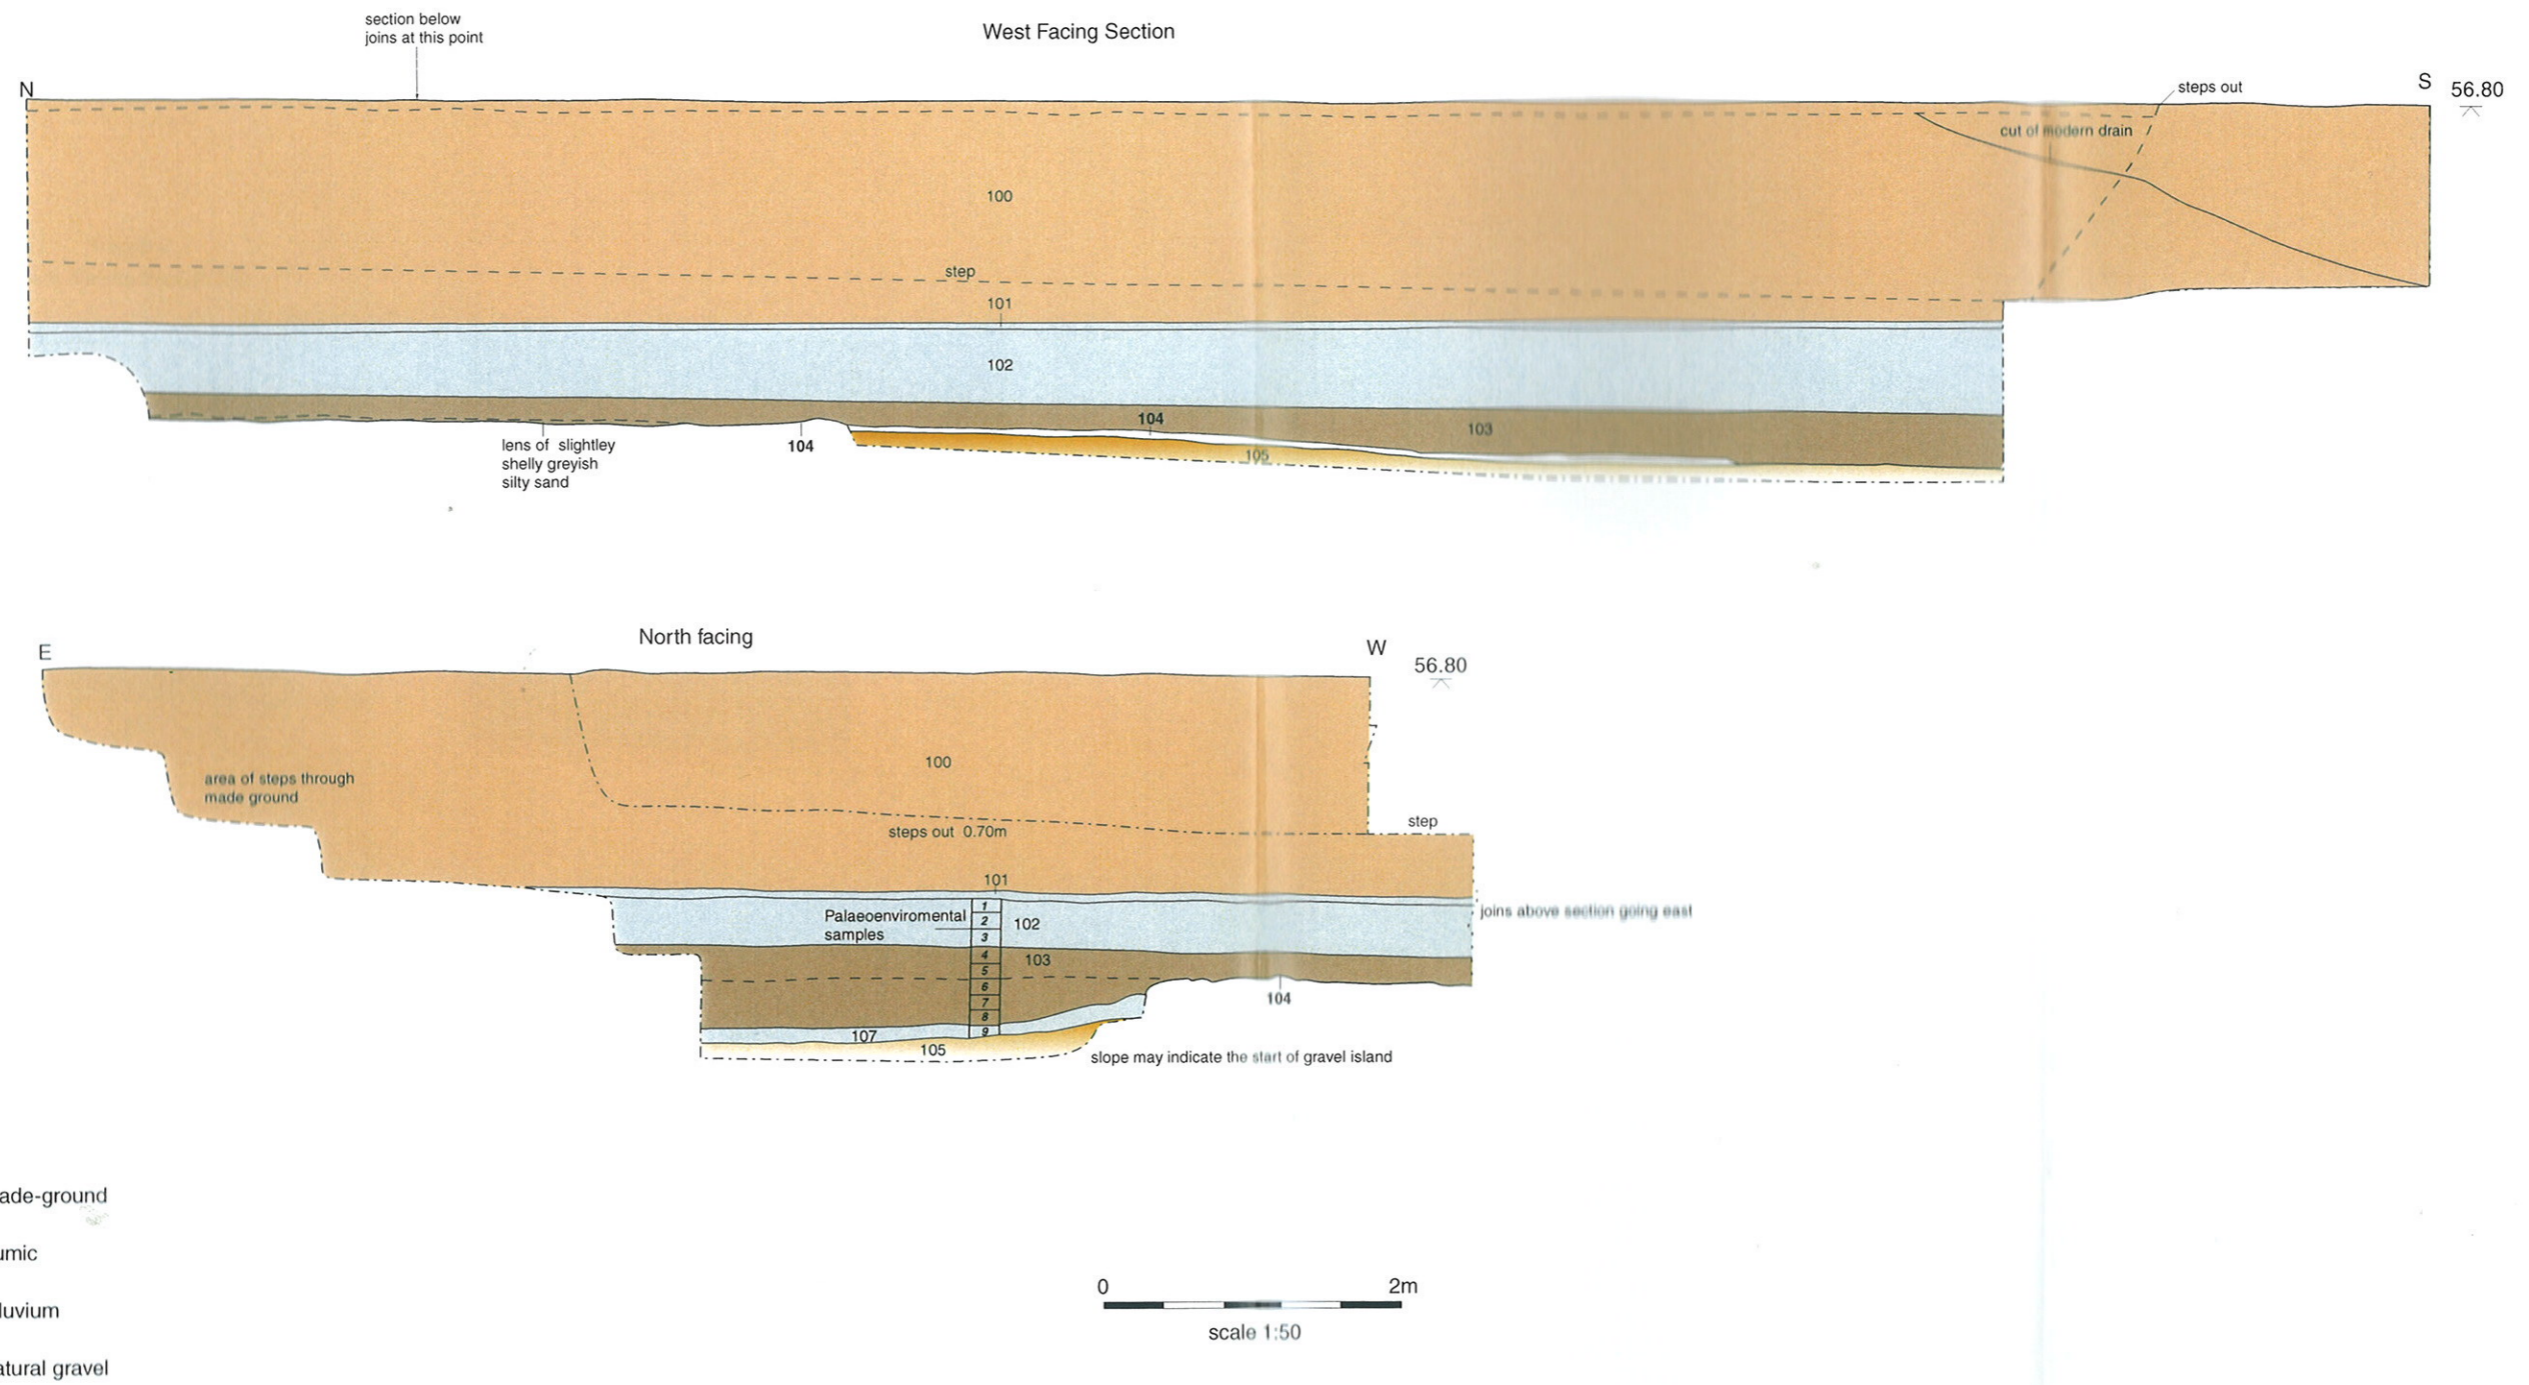 section below
joins at this point
West Facing Section
N
S
56.80
steps out
cut of modern drain
100
step
101
102
104
103
104
105
lens of slightley
shelly greyish
silty sand
North facing
E
W
56.80
100
area of steps through
made ground
steps out 0.70m
step
101
Palaeoenviromental
samples
1
2
3
4
5
6
7
8
9
102
103
joins above section going east
104
107
105
slope may indicate the start of gravel island
ade-ground
umic
luvium
atural gravel
0
2m
scale 1:50